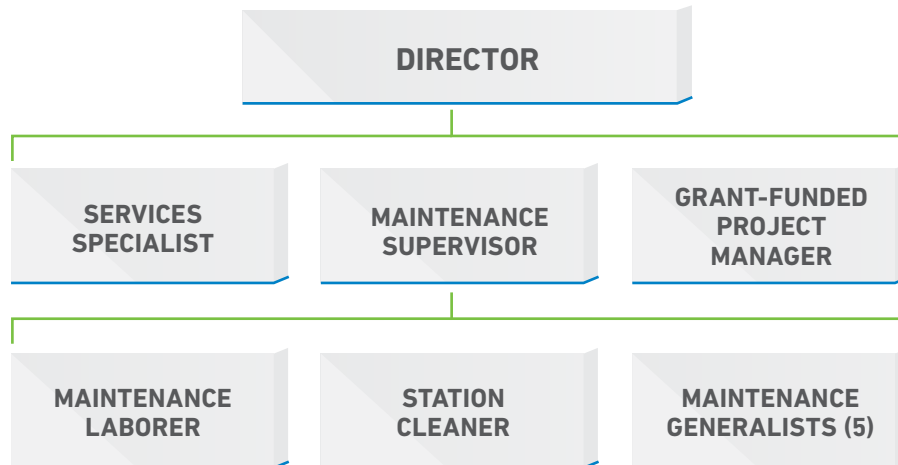 DIRECTOR
SERVICES
SPECIALIST
MAINTENANCE
SUPERVISOR
GRANT-FUNDED
PROJECT
MANAGER
MAINTENANCE
LABORER
STATION
CLEANER
MAINTENANCE
GENERALISTS (5)